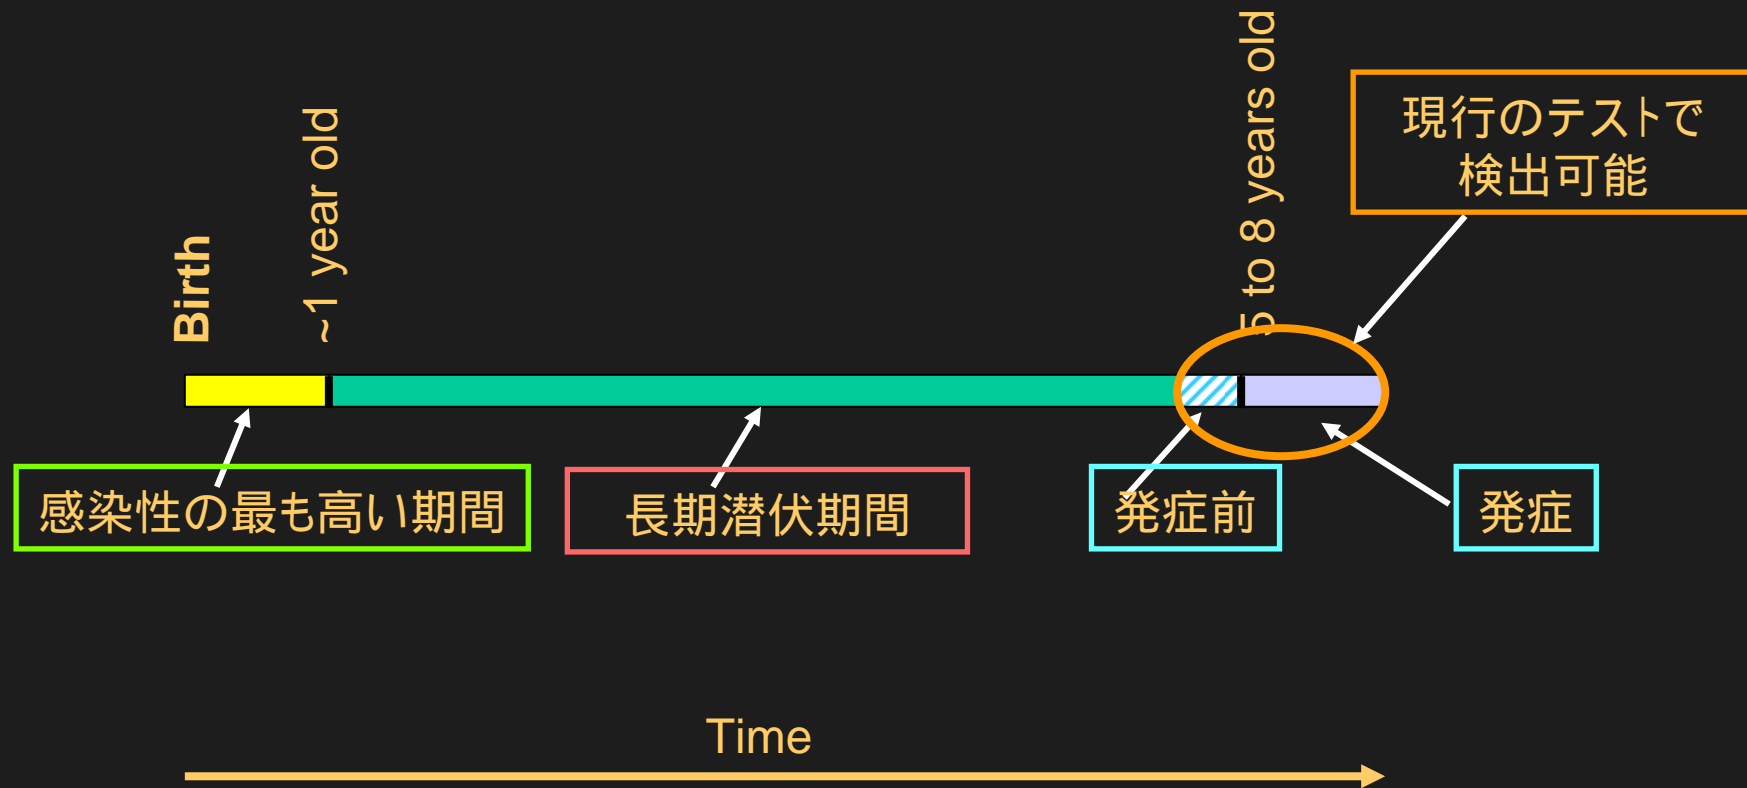 Birth
~1 year old
5 to 8 years old
現行のテストで
検出可能
感染性の最も高い期間
長期潜伏期間
発症前
発症
Time